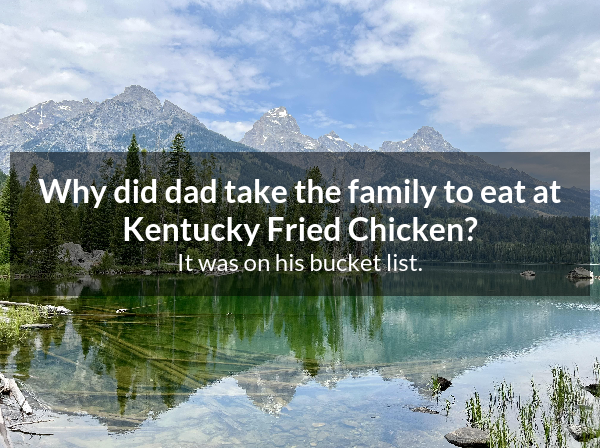 Why did dad take the family to eat at
Kentucky Fried Chicken?
It was on his bucket list.